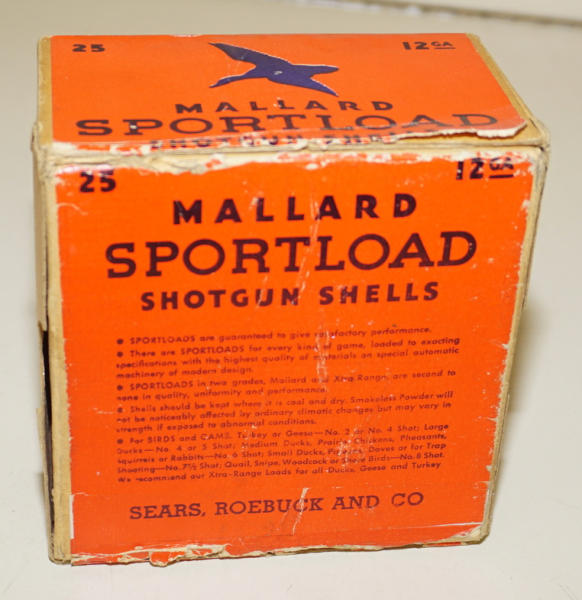 25 12 GA
MALLARD
SPORTLOAD
SHOTGUN SHELLS
25 12 GA
MALLARD
SPORTLOAD
SHOTGUM SHELLS
• SPORTLOADS are guaranteed to give satisfactory performance.
• There are SPORTLOADS for every kind of game, loaded to exacting
specifications with the highest quality of materials on special automatic
machinery of modern design.
• SPORTLOADS in two grades, Mallard and Xtra-Range, are second to
none in quality, uniformity and performance.
• Shells should be kept where it is cool and dry. Smokeless Powder will
not be noticeably affected by ordinary climatic changes but may vary in
strength if exposed to abnormal conditions.
• For BIRDS and GAME. Turkey or Geese—No. 2 or No. 4 Shot; Large
Ducks—No. 4 or 5 Shot; Medium Ducks, Prairie Chickens, Pheasants,
Squirrels or Rabbits—No. 6 Shot; Small Ducks, Pigeons, Doves or for Trap
Shooting—No. 7½ Shot; Quail, Snipe, Woodcock or Shore Birds—No. 8 Shot.
We recommend our Xtra-Range Loads for all Ducks, Geese and Turkey
SEARS, ROEBUCK AND CO